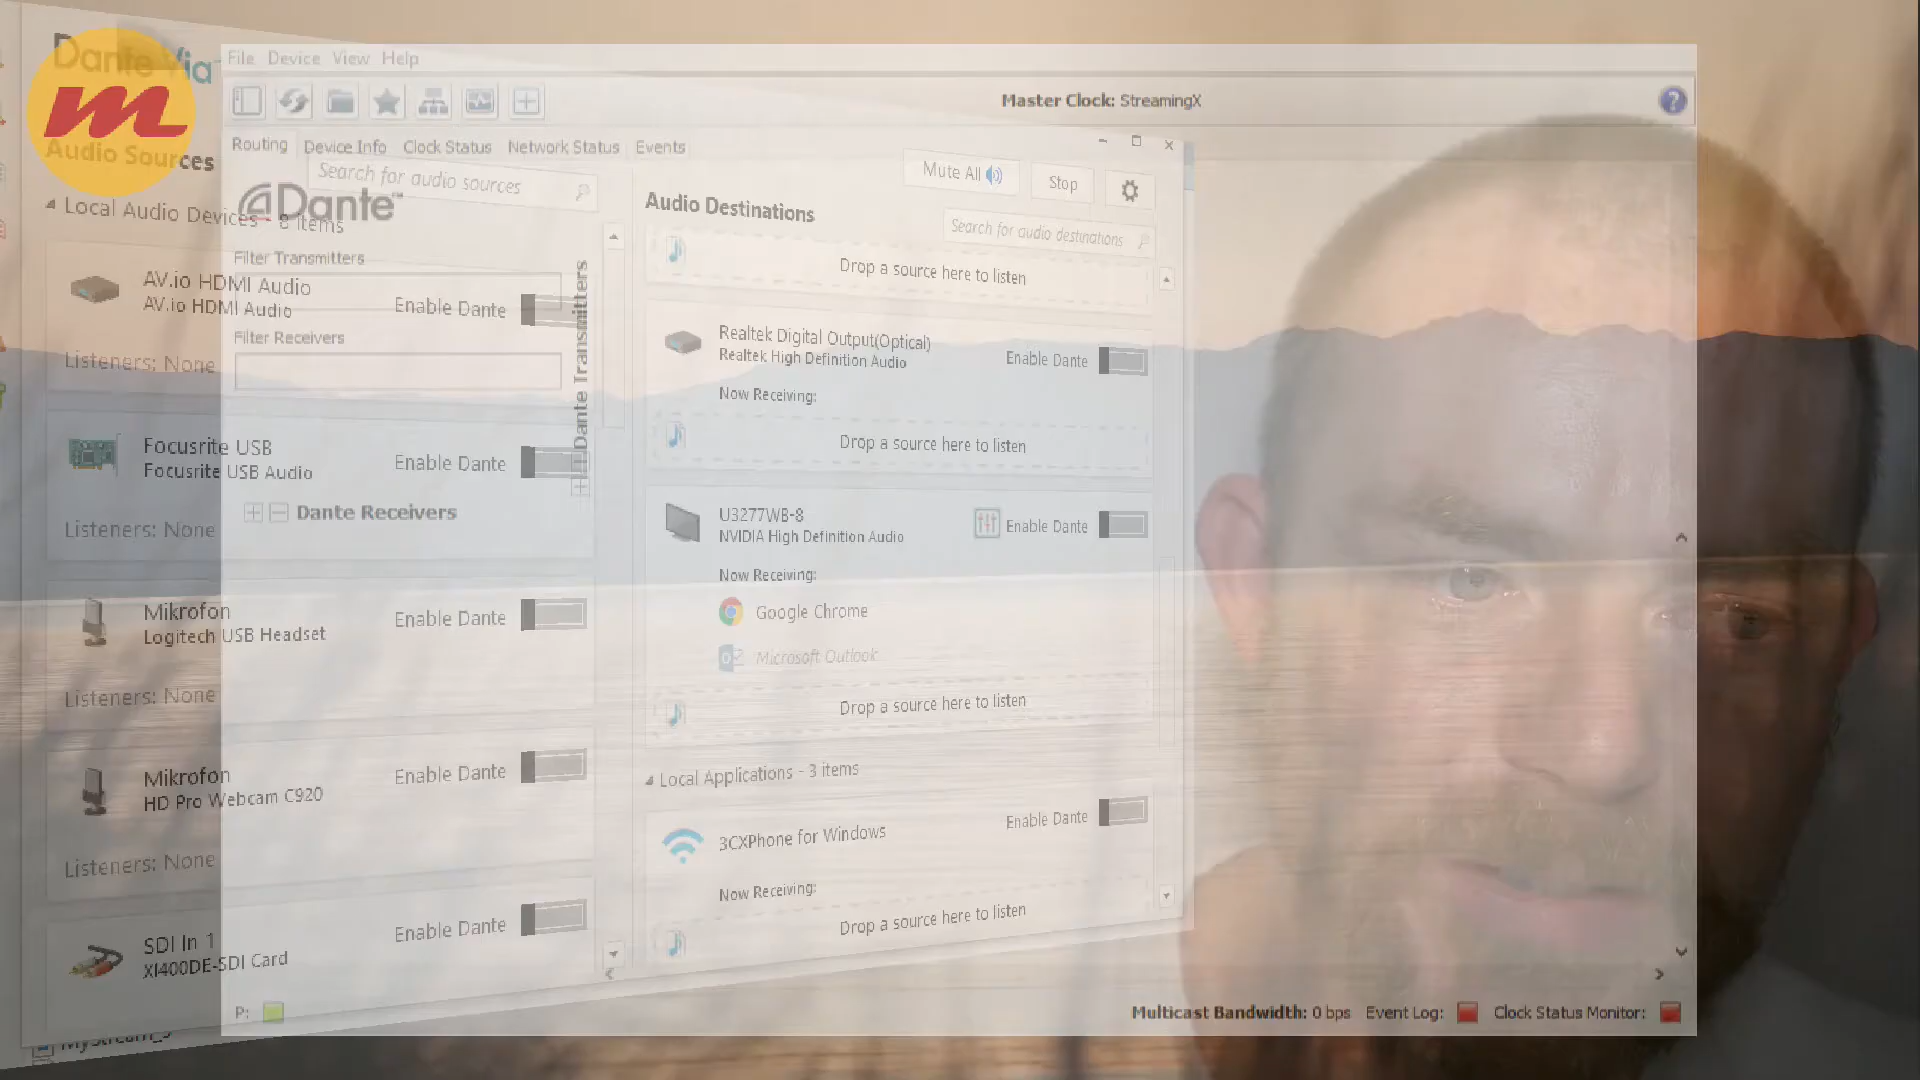 Dante Via
File Device View Help
Master Clock: StreamingX
Routing Device Info Clock Status Network Status Events
Audio Sources
Search for audio sources
Mute All
Stop
Dante™
Audio Destinations
Search for audio destinations
Local Audio Devices - 8 items
Filter Transmitters
Drop a source here to listen
AV.io HDMI Audio
AV.io HDMI Audio
Enable Dante
Listeners: None
Filter Receivers
Dante Transmitters
Realtek Digital Output(Optical)
Realtek High Definition Audio
Enable Dante
Now Receiving:
Drop a source here to listen
Focusrite USB
Focusrite USB Audio
Enable Dante
Listeners: None
Dante Receivers
U3277WB-8
NVIDIA High Definition Audio
Enable Dante
Now Receiving:
Google Chrome
Microsoft Outlook
Drop a source here to listen
Mikrofon
Logitech USB Headset
Enable Dante
Listeners: None
Mikrofon
HD Pro Webcam C920
Enable Dante
Listeners: None
Local Applications - 3 items
3CXPhone for Windows
Enable Dante
Now Receiving:
Drop a source here to listen
SDI In 1
XI400DE-SDI Card
Enable Dante
P:
Multicast Bandwidth: 0 bps Event Log: Clock Status Monitor: